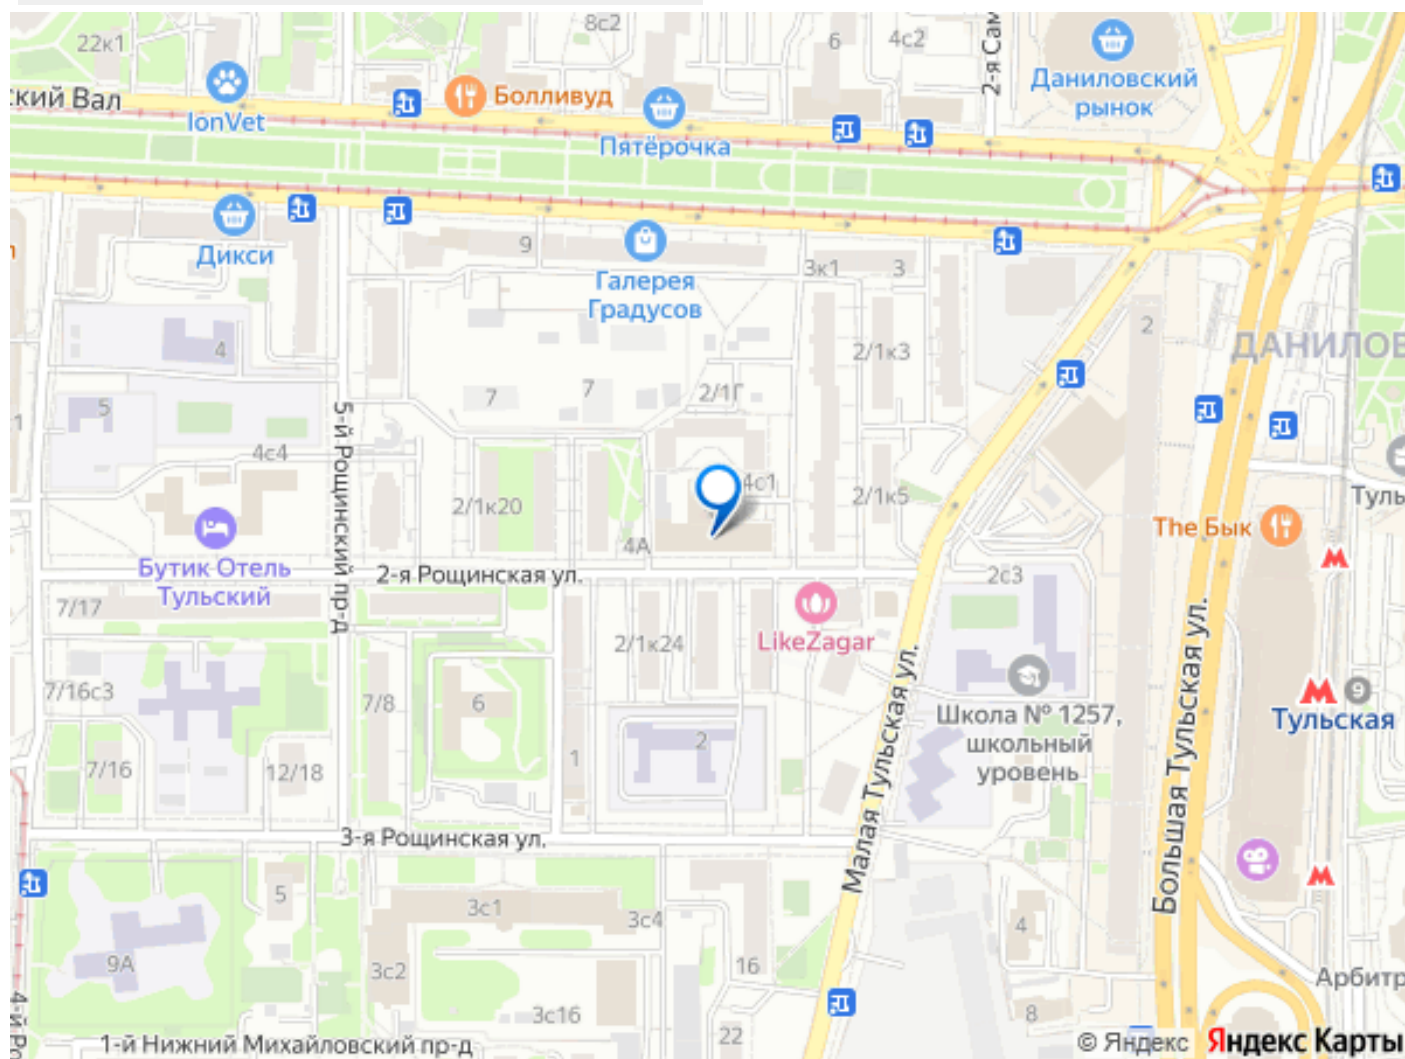 22к1
8с2
6
4с2
2-я Сам
Даниловский
рынок
ский Вал
IonVet
Болливуд
Пятёрочка
Дикси
9
Галерея
Градусов
3к1
3
2
ДАНИЛОВ
4
2/1к3
5
7
7
2/1Г
1
5-й Рощинский пр-д
4с4
2/1к20
4с1
2/1к5
Туль
The Бык
4А
Бутик Отель
Тульский
2-я Рощинская ул.
2с3
7/17
2/1к24
LikeZagar
Малая Тульская ул.
Большая Тульская ул.
7/16с3
7/8
6
Школа № 1257,
школьный
уровень
9
Тульская
2
1
7/16
12/18
3-я Рощинская ул.
5
3с1
3с4
4
9А
3с2
16
Арбитр
4-й Ро
3с16
22
8
1-й Нижний Михайловский пр-д
© Яндекс Яндекс Карты